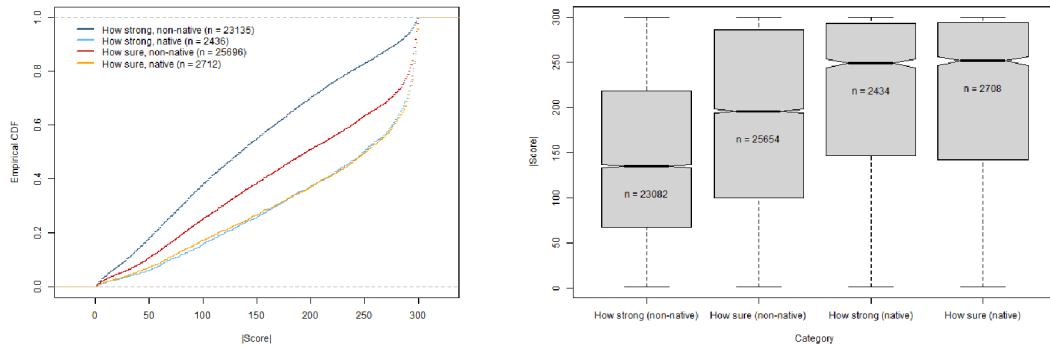 How strong, non-native (n = 23135)
How strong, native (n = 2436)
How sure, non-native (n = 25696)
How sure, native (n = 2712)
Empirical CDF
1.0
0.8
0.6
0.4
0.2
0.0
0 50 100 150 200 250 300
|Score|
|Score|
300
250
200
150
100
50
0
n = 23082
n = 25654
n = 2434
n = 2708
How strong (non-native) How sure (non-native) How strong (native) How sure (native)
Category